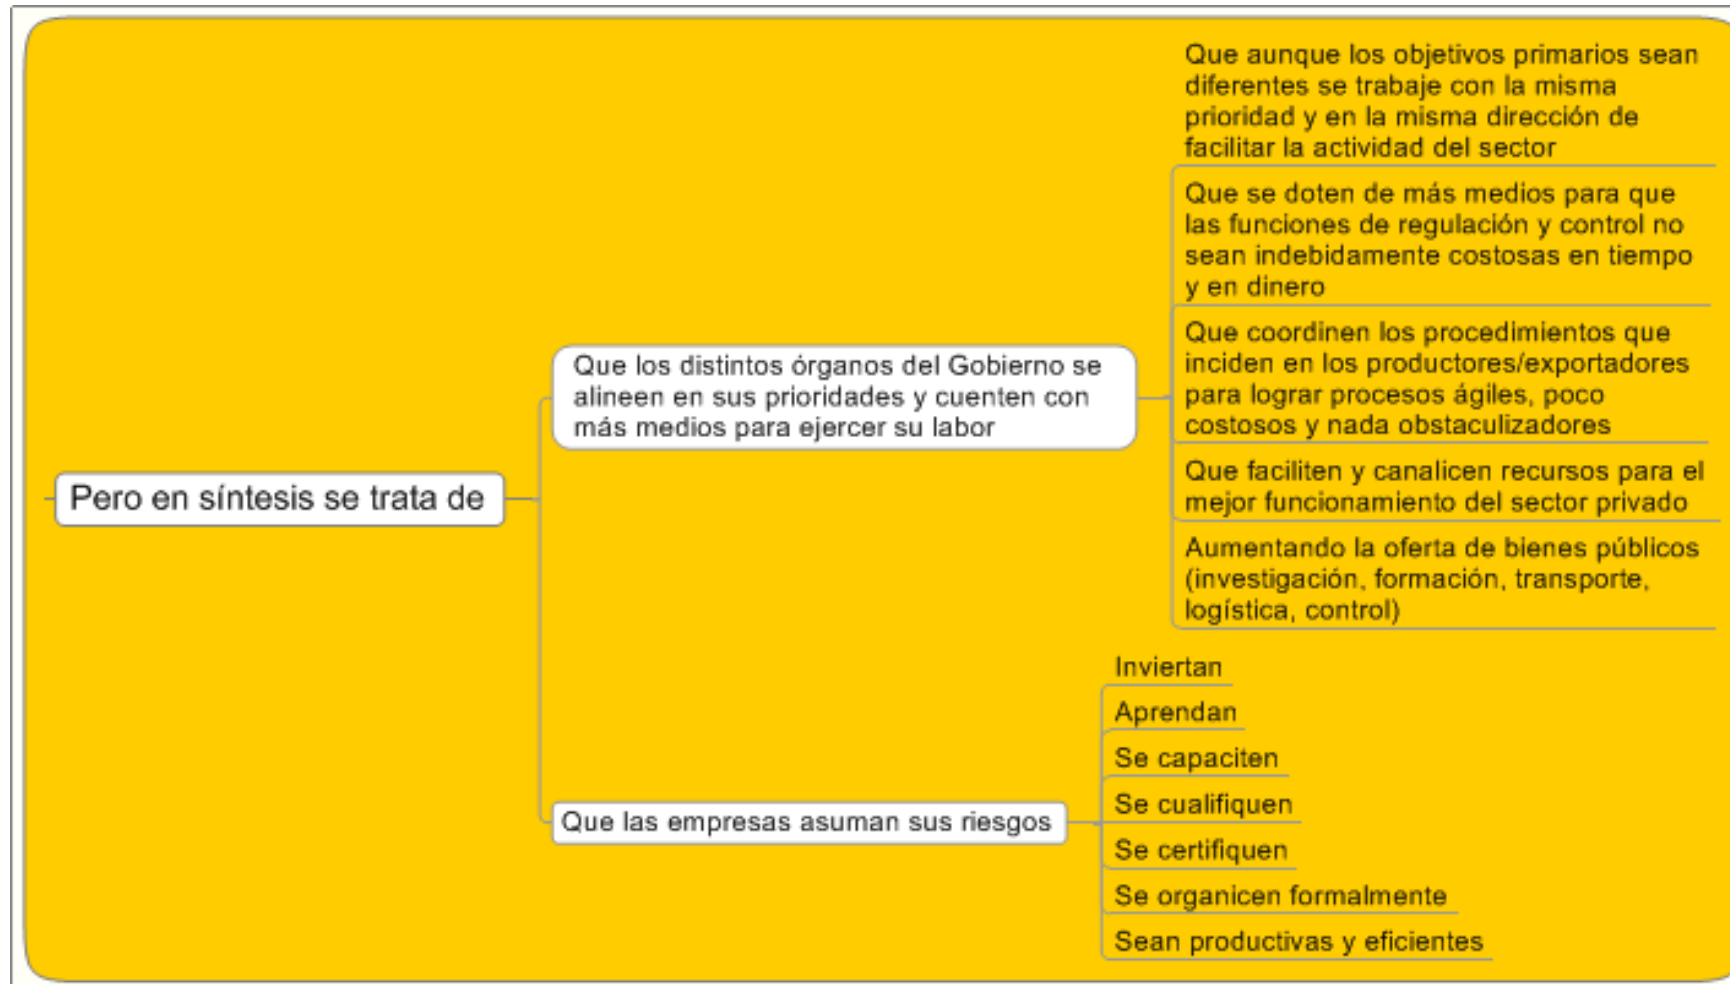 Pero en síntesis se trata de
Que los distintos órganos del Gobierno se
alineen en sus prioridades y cuenten con
más medios para ejercer su labor
Que aunque los objetivos primarios sean
diferentes se trabaje con la misma
prioridad y en la misma dirección de
facilitar la actividad del sector
Que se doten de más medios para que
las funciones de regulación y control no
sean indebidamente costosas en tiempo
y en dinero
Que coordinen los procedimientos que
inciden en los productores/exportadores
para lograr procesos ágiles, poco
costosos y nada obstaculizadores
Que faciliten y canalicen recursos para el
mejor funcionamiento del sector privado
Aumentando la oferta de bienes públicos
(investigación, formación, transporte,
logística, control)
Que las empresas asuman sus riesgos
Inviertan
Aprendan
Se capaciten
Se cualifiquen
Se certifiquen
Se organicen formalmente
Sean productivas y eficientes